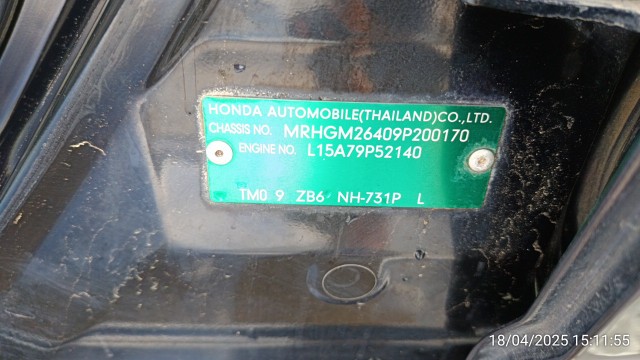 HONDA AUTOMOBILE(THAILAND)CO.,LTD.
CHASSIS NO. MRHGM26409P200170
ENGINE NO. L15A79P52140
TMO 9 ZB6 NH-731P L
18/04/2025 15:11:55